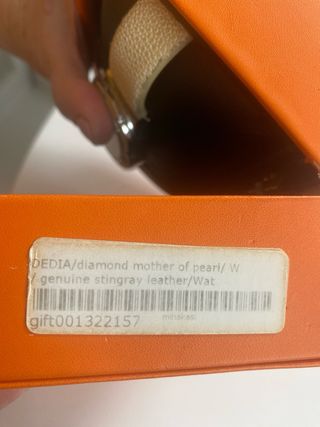 DEDIA/diamond mother of pearl/ W
/ genuine stingray leather/Wat
gift001322157